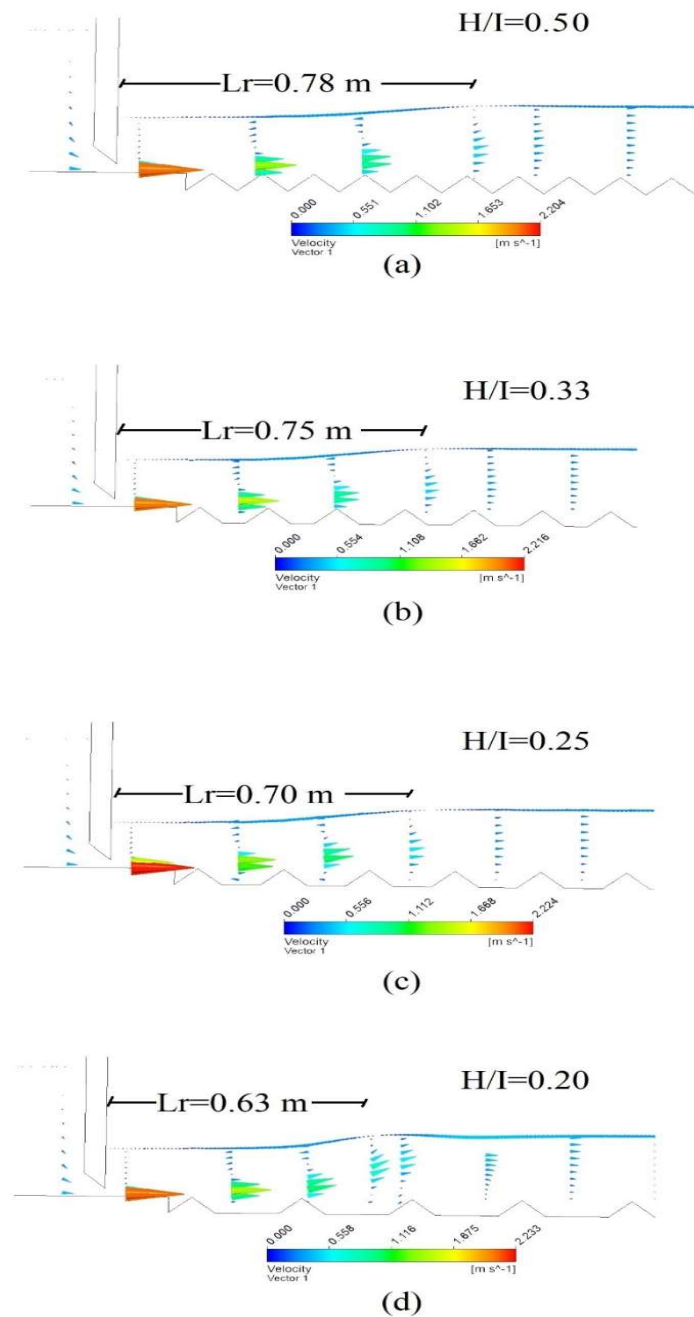 H/I=0.50
Lr=0.78 m
0.000 0.551 1.102 1.653 2.204
Velocity [m s^-1]
Vector 1
(a)
H/I=0.33
Lr=0.75 m
0.000 0.554 1.108 1.662 2.216
Velocity [m s^-1]
Vector 1
(b)
H/I=0.25
Lr=0.70 m
0.000 0.556 1.112 1.668 2.224
Velocity [m s^-1]
Vector 1
(c)
H/I=0.20
Lr=0.63 m
0.000 0.558 1.116 1.675 2.233
Velocity [m s^-1]
Vector 1
(d)